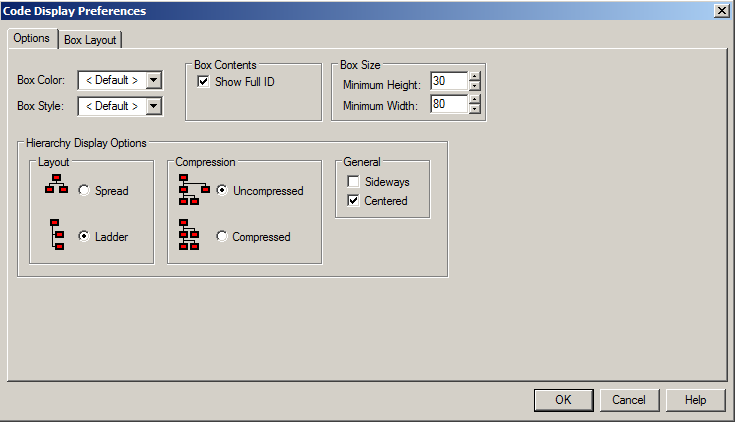 Code Display Preferences
Options
Box Layout
Box Color:
< Default >
Box Style:
< Default >
Box Contents
Show Full ID
Box Size
Minimum Height:
30
Minimum Width:
80
Hierarchy Display Options
Layout
Spread
Ladder
Compression
Uncompressed
Compressed
General
Sideways
Centered
OK
Cancel
Help